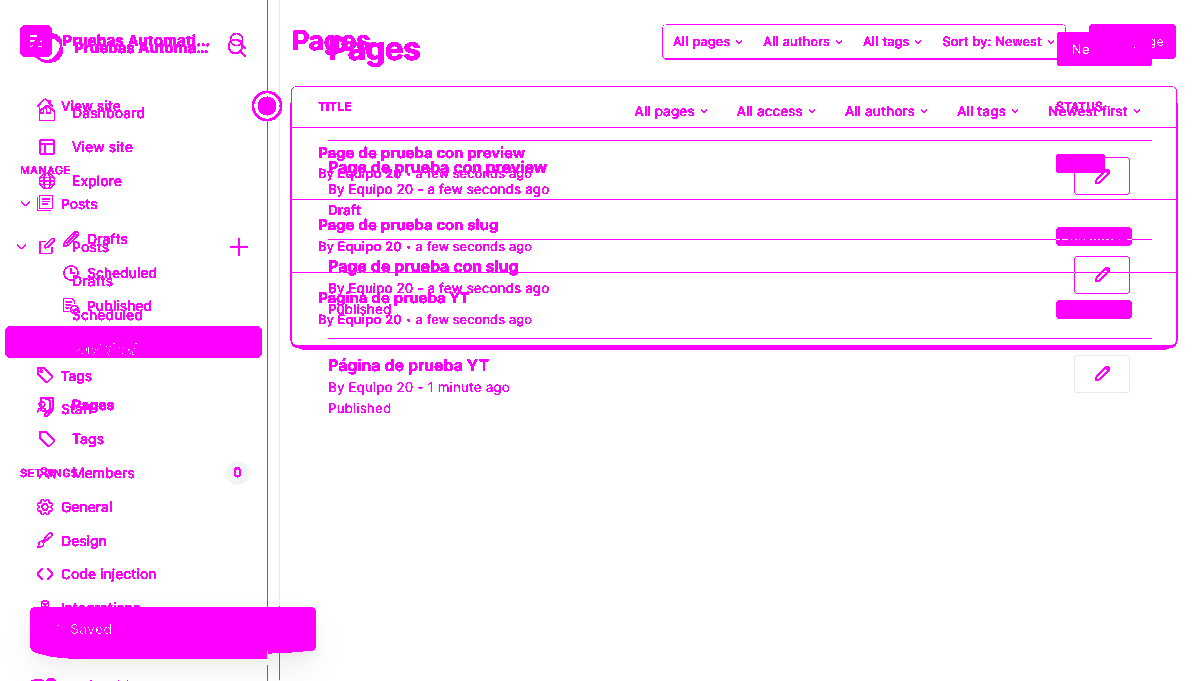 Pruebas Automati...
Pruebas Automa...
View site
Dashboard
View site
MANAGE
Explore
Posts
Drafts
Posts
Scheduled
Drafts
Published
Scheduled
Tags
Pages
Staff
Tags
SETTINGS
Members
0
General
Design
Code injection
Integrations
Saved
Pages
Pages
All pages
All authors
All tags
Sort by: Newest
TITLE
STATUS
All pages
All access
All authors
All tags
Newest first
Page de prueba con preview
By Equipo 20 • a few seconds ago
Page de prueba con preview
By Equipo 20 - a few seconds ago
Draft
Page de prueba con slug
By Equipo 20 • a few seconds ago
Page de prueba con slug
By Equipo 20 - a few seconds ago
Published
Página de prueba YT
By Equipo 20 • a few seconds ago
Página de prueba YT
By Equipo 20 - 1 minute ago
Published